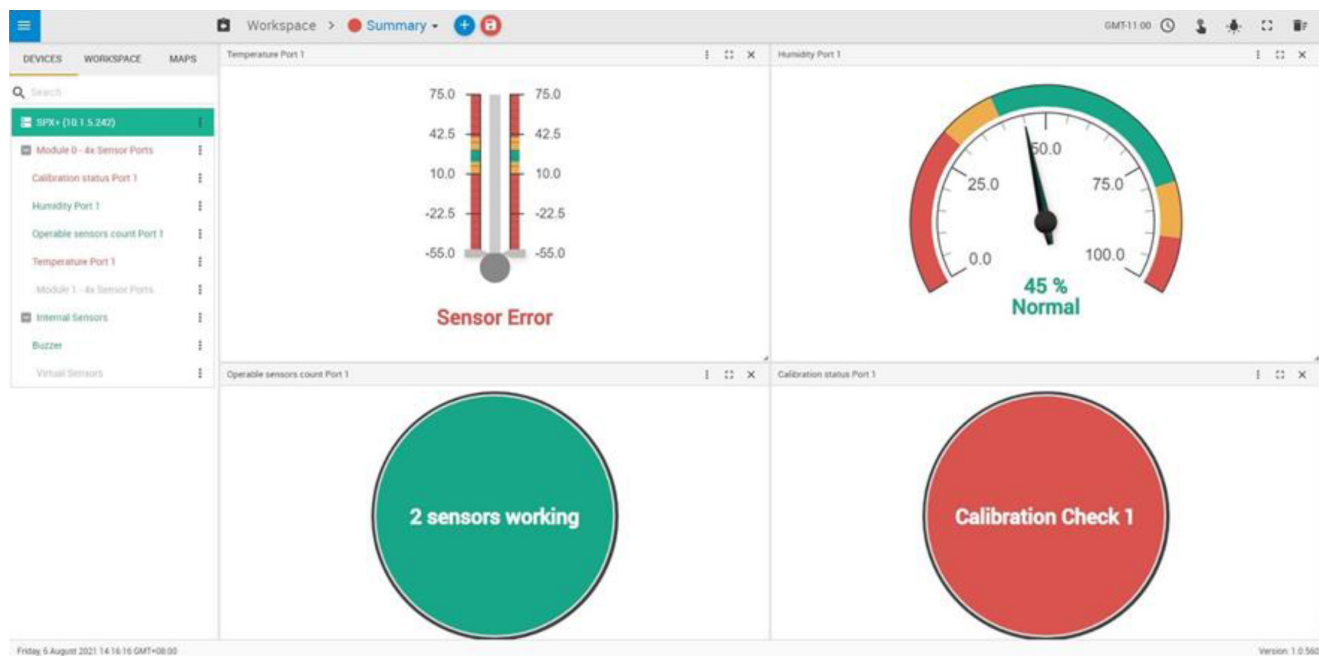 Workspace > Summary
GMT-11:00
DEVICES WORKSPACE MAPS
Search
SPX+ (10.1.5.242)
Module 0 - 4x Sensor Ports
Calibration status Port 1
Humidity Port 1
Operable sensors count Port 1
Temperature Port 1
Module 1 - 4x Sensor Ports
Internal Sensors
Buzzer
Virtual Sensors
Temperature Port 1
75.0 75.0
42.5 42.5
10.0 10.0
-22.5 -22.5
-55.0 -55.0
Sensor Error
Humidity Port 1
50.0
25.0 75.0
0.0 100.0
45 %
Normal
Operable sensors count Port 1
2 sensors working
Calibration status Port 1
Calibration Check 1
Friday, 6 August 2021 14:16:16 GMT+08:00
Version: 1.0.560